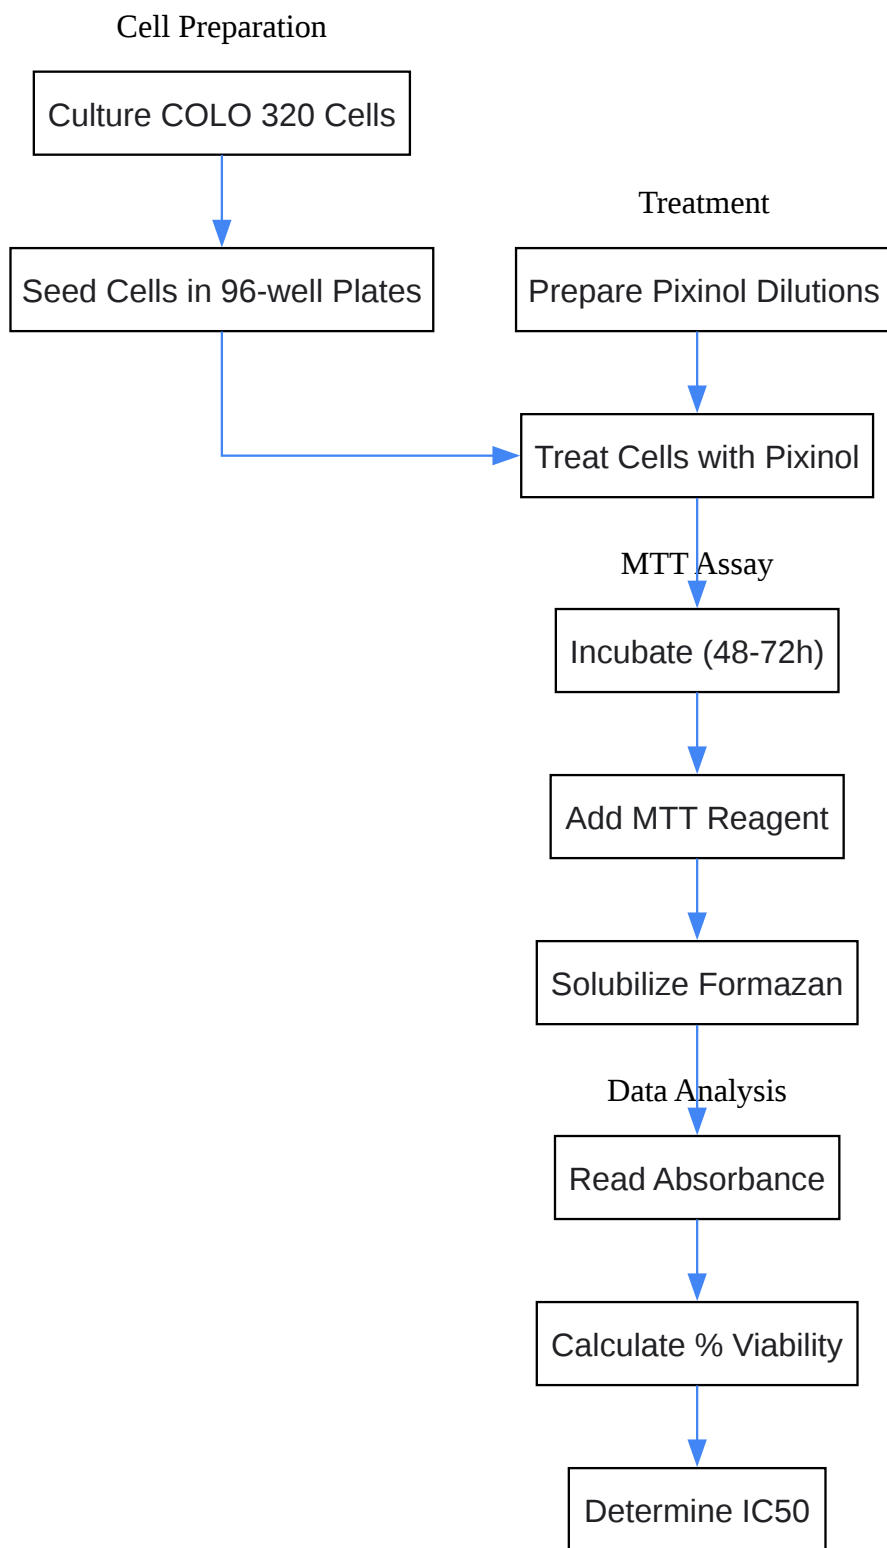 Cell Preparation
Culture COLO 320 Cells
Treatment
Seed Cells in 96-well Plates
Prepare Pixinol Dilutions
Treat Cells with Pixinol
MTT Assay
Incubate (48-72h)
Add MTT Reagent
Solubilize Formazan
Data Analysis
Read Absorbance
Calculate % Viability
Determine IC50